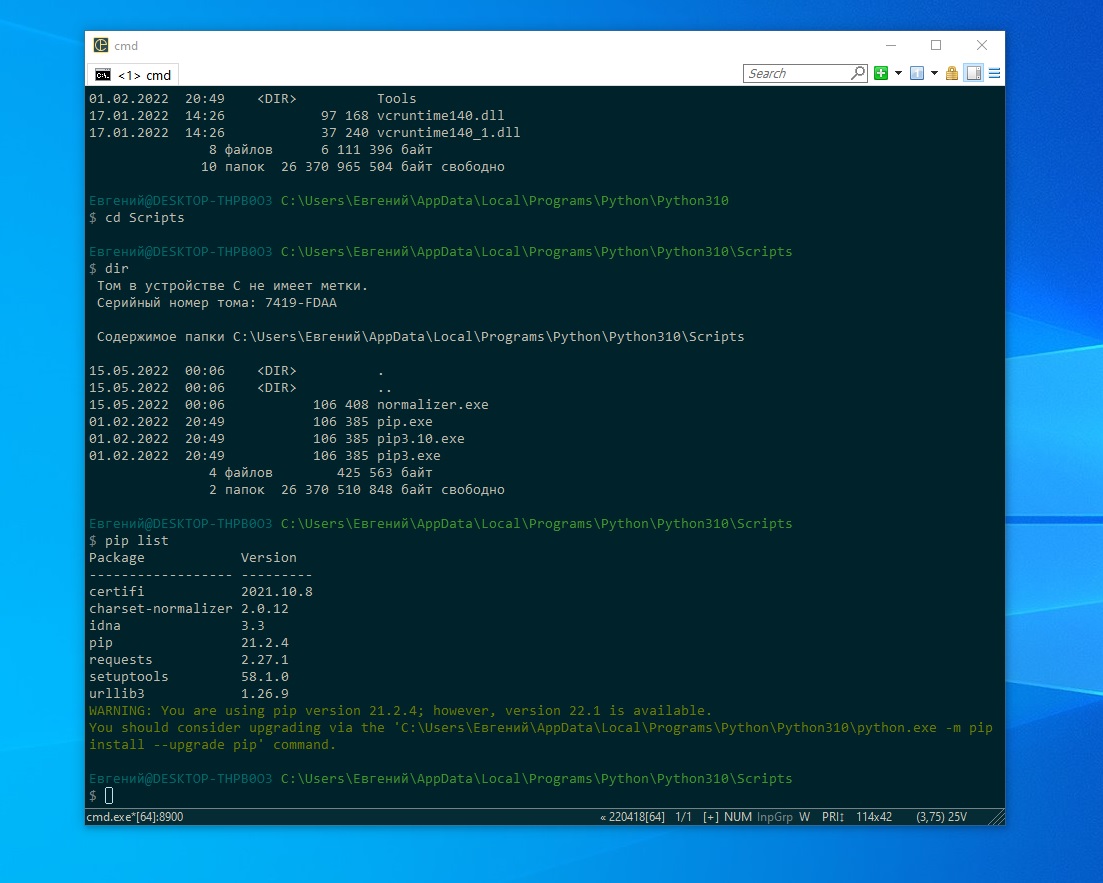 cmd
<1> cmd
Search
01.02.2022  20:49    <DIR>          Tools
17.01.2022  14:26            97 168 vcruntime140.dll
17.01.2022  14:26            37 240 vcruntime140_1.dll
               8 файлов      6 111 396 байт
              10 папок  26 370 965 504 байт свободно
Евгений@DESKTOP-THPB0O3 C:\Users\Евгений\AppData\Local\Programs\Python\Python310
$ cd Scripts
Евгений@DESKTOP-THPB0O3 C:\Users\Евгений\AppData\Local\Programs\Python\Python310\Scripts
$ dir
 Том в устройстве C не имеет метки.
 Серийный номер тома: 7419-FDAA
 Содержимое папки C:\Users\Евгений\AppData\Local\Programs\Python\Python310\Scripts
15.05.2022  00:06    <DIR>          .
15.05.2022  00:06    <DIR>          ..
15.05.2022  00:06           106 408 normalizer.exe
01.02.2022  20:49           106 385 pip.exe
01.02.2022  20:49           106 385 pip3.10.exe
01.02.2022  20:49           106 385 pip3.exe
               4 файлов        425 563 байт
               2 папок  26 370 510 848 байт свободно
Евгений@DESKTOP-THPB0O3 C:\Users\Евгений\AppData\Local\Programs\Python\Python310\Scripts
$ pip list
Package            Version
------------------ ---------
certifi            2021.10.8
charset-normalizer 2.0.12
idna               3.3
pip                21.2.4
requests           2.27.1
setuptools         58.1.0
urllib3            1.26.9
WARNING: You are using pip version 21.2.4; however, version 22.1 is available.
You should consider upgrading via the 'C:\Users\Евгений\AppData\Local\Programs\Python\Python310\python.exe -m pip
install --upgrade pip' command.
Евгений@DESKTOP-THPB0O3 C:\Users\Евгений\AppData\Local\Programs\Python\Python310\Scripts
$
cmd.exe*[64]:8900 « 220418[64] 1/1 [+] NUM InpGrp W PRI↕ 114x42 (3,75) 25V